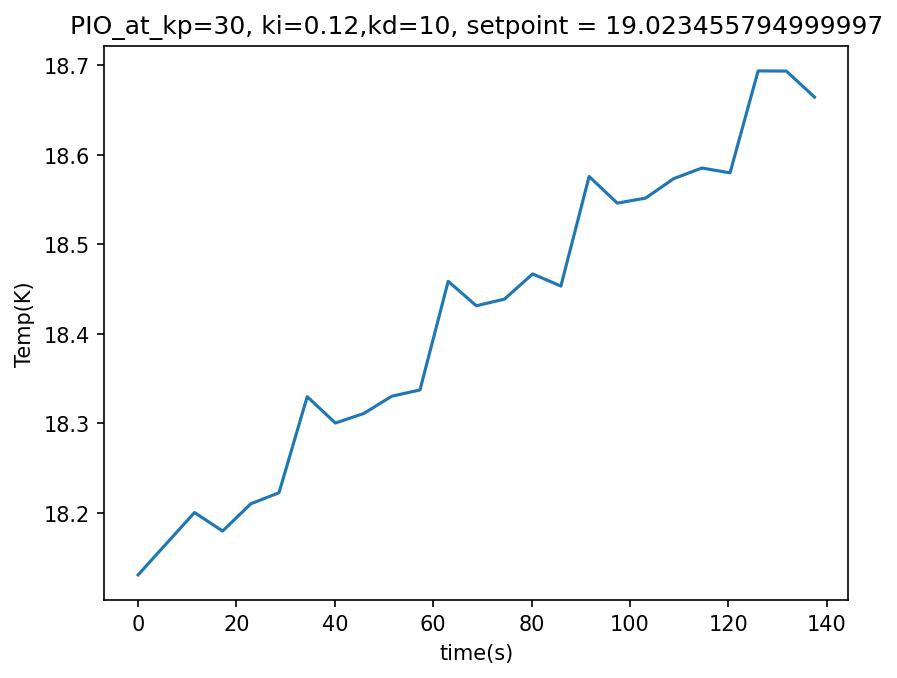 PIO_at_kp=30, ki=0.12,kd=10, setpoint = 19.023455794999997
18.7
18.6
18.5
18.4
18.3
18.2
Temp(K)
0 20 40 60 80 100 120 140
time(s)